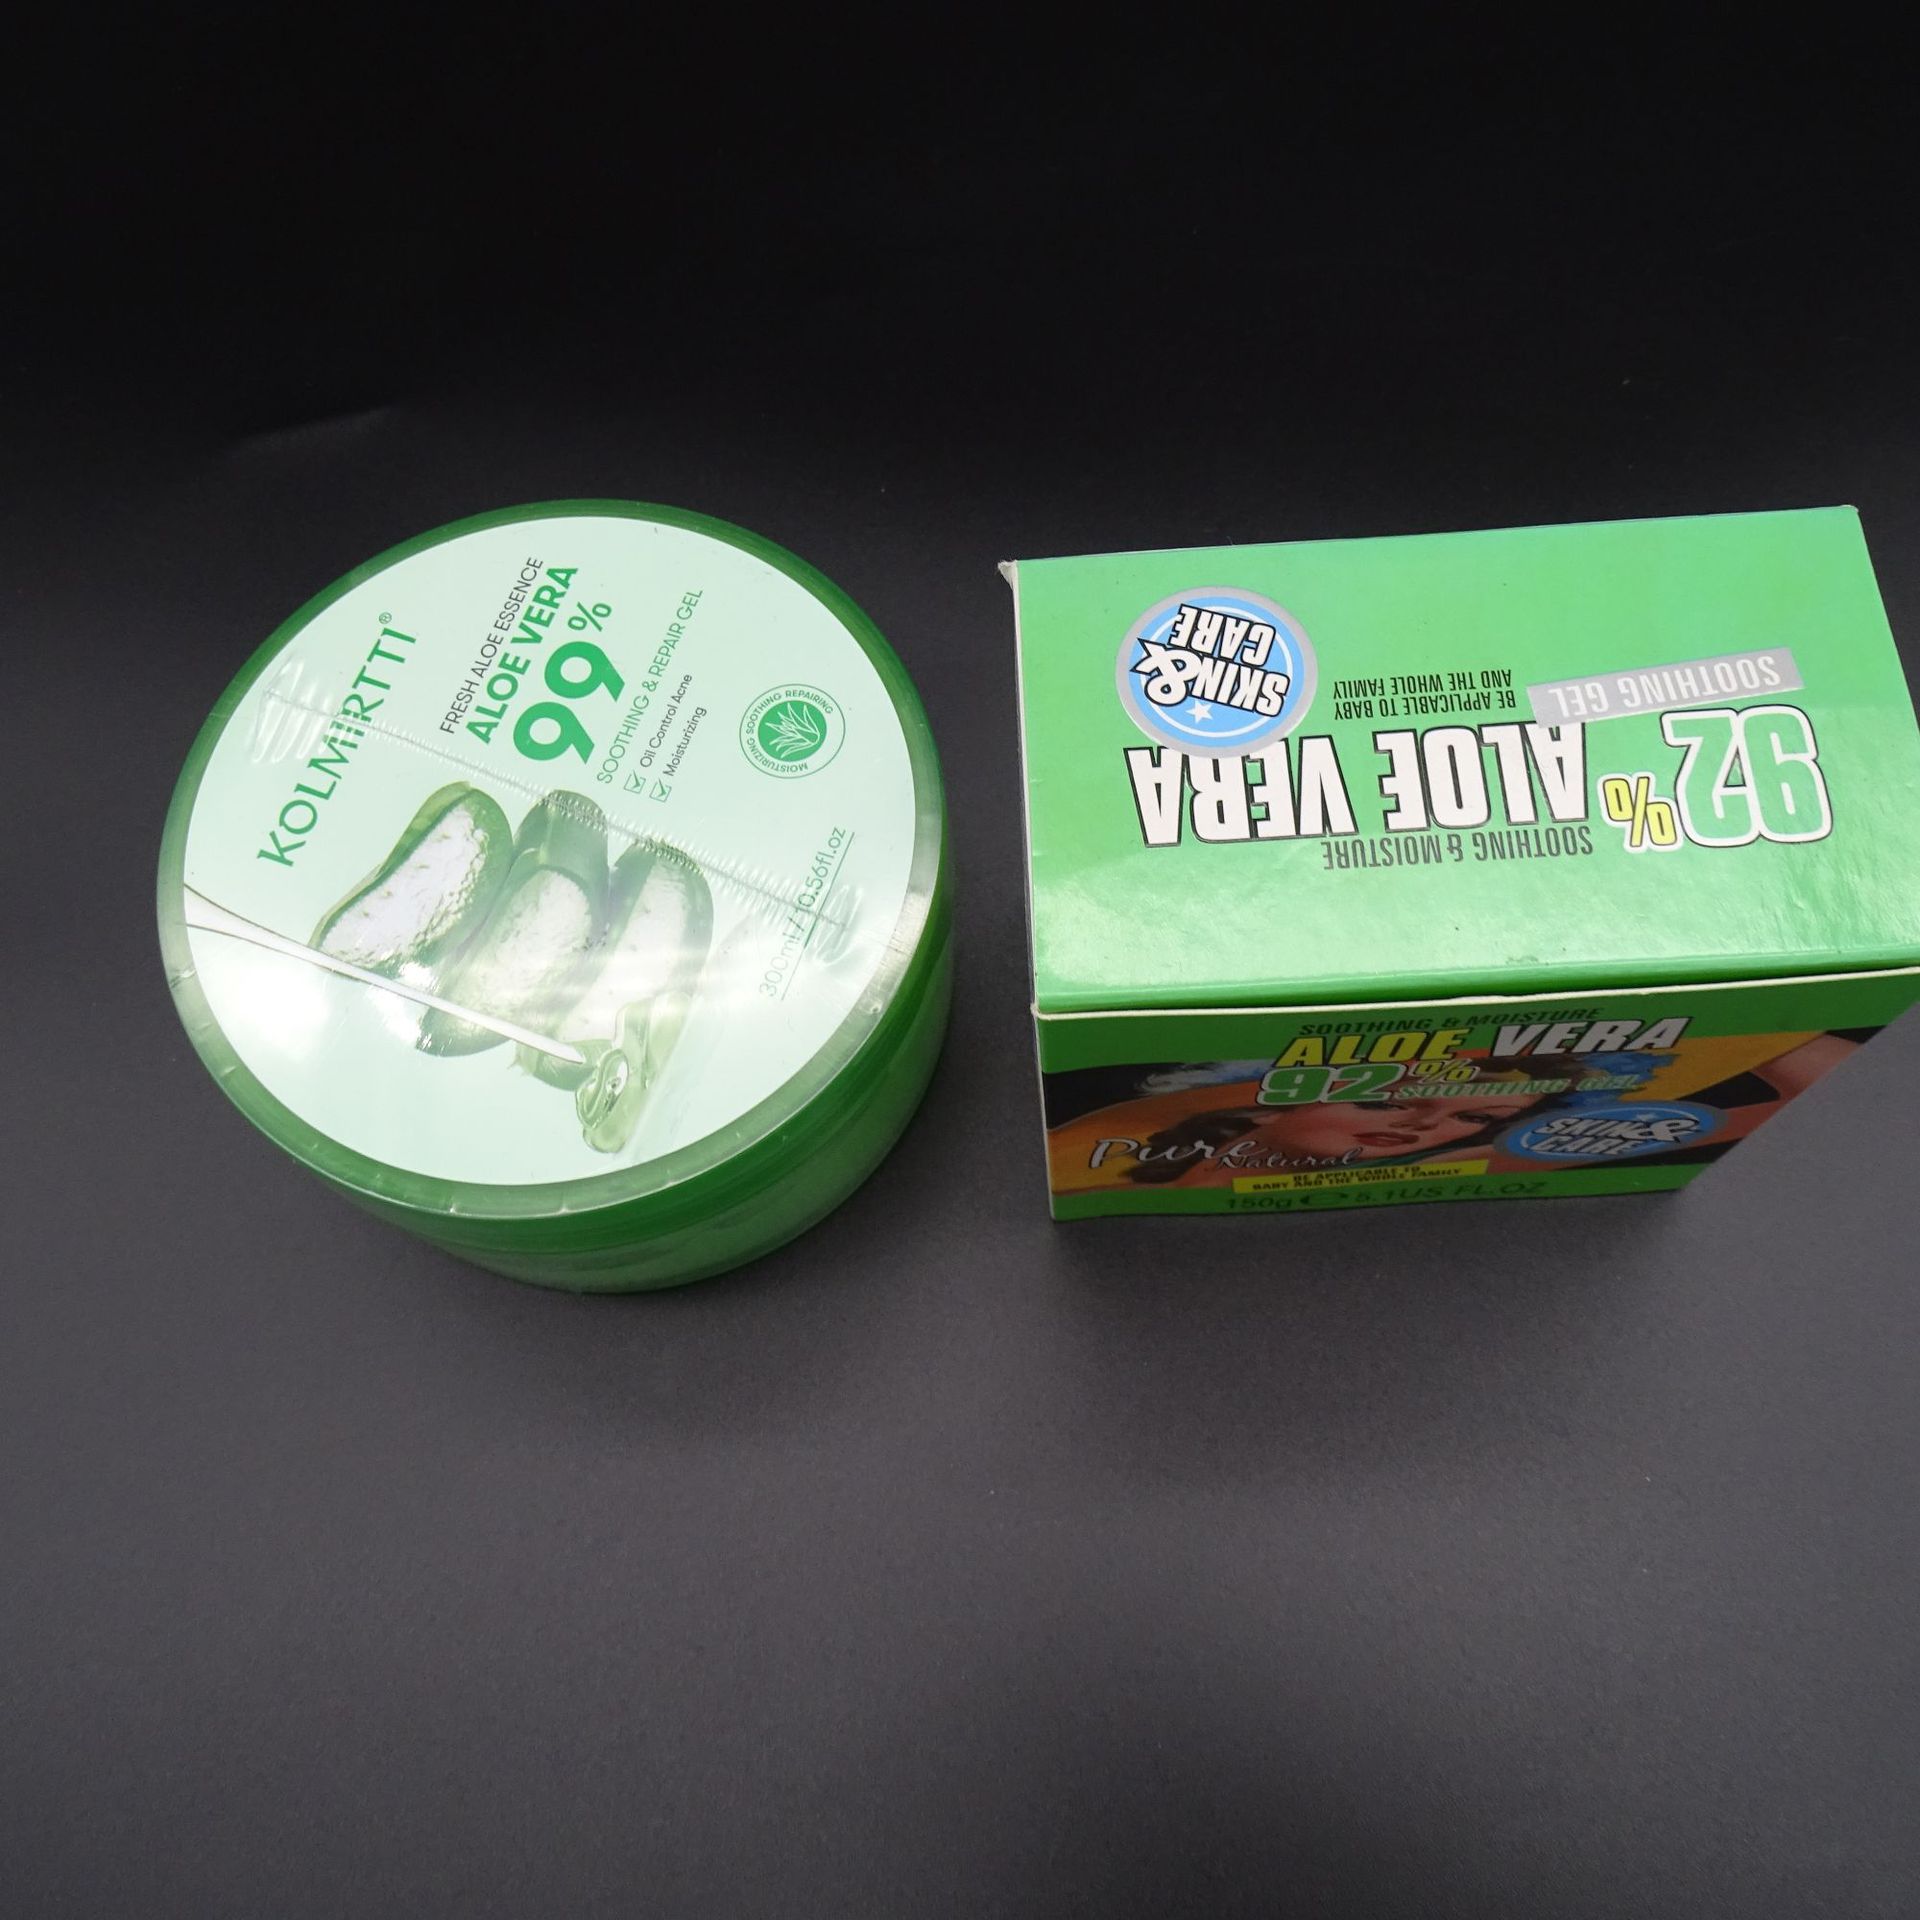 KOLMIRTTI®
FRESH ALOE ESSENCE
ALOE VERA
99%
SOOTHING & REPAIR GEL
Oil Control Acne
Moisturizing
MOISTURIZING SOOTHING REPAIRING
300ml / 10.56fl.oz
SOOTHING & MOISTURE
92% ALOE VERA
SOOTHING GEL
BE APPLICABLE TO BABY
AND THE WHOLE FAMILY
SKIN&
CARE
SOOTHING & MOISTURE
ALOE VERA
92% SOOTHING GEL
SKIN&
CARE
Pure
Natural
BE APPLICABLE TO
BABY AND THE WHOLE FAMILY
150g ℮ 5.1US FL.OZ